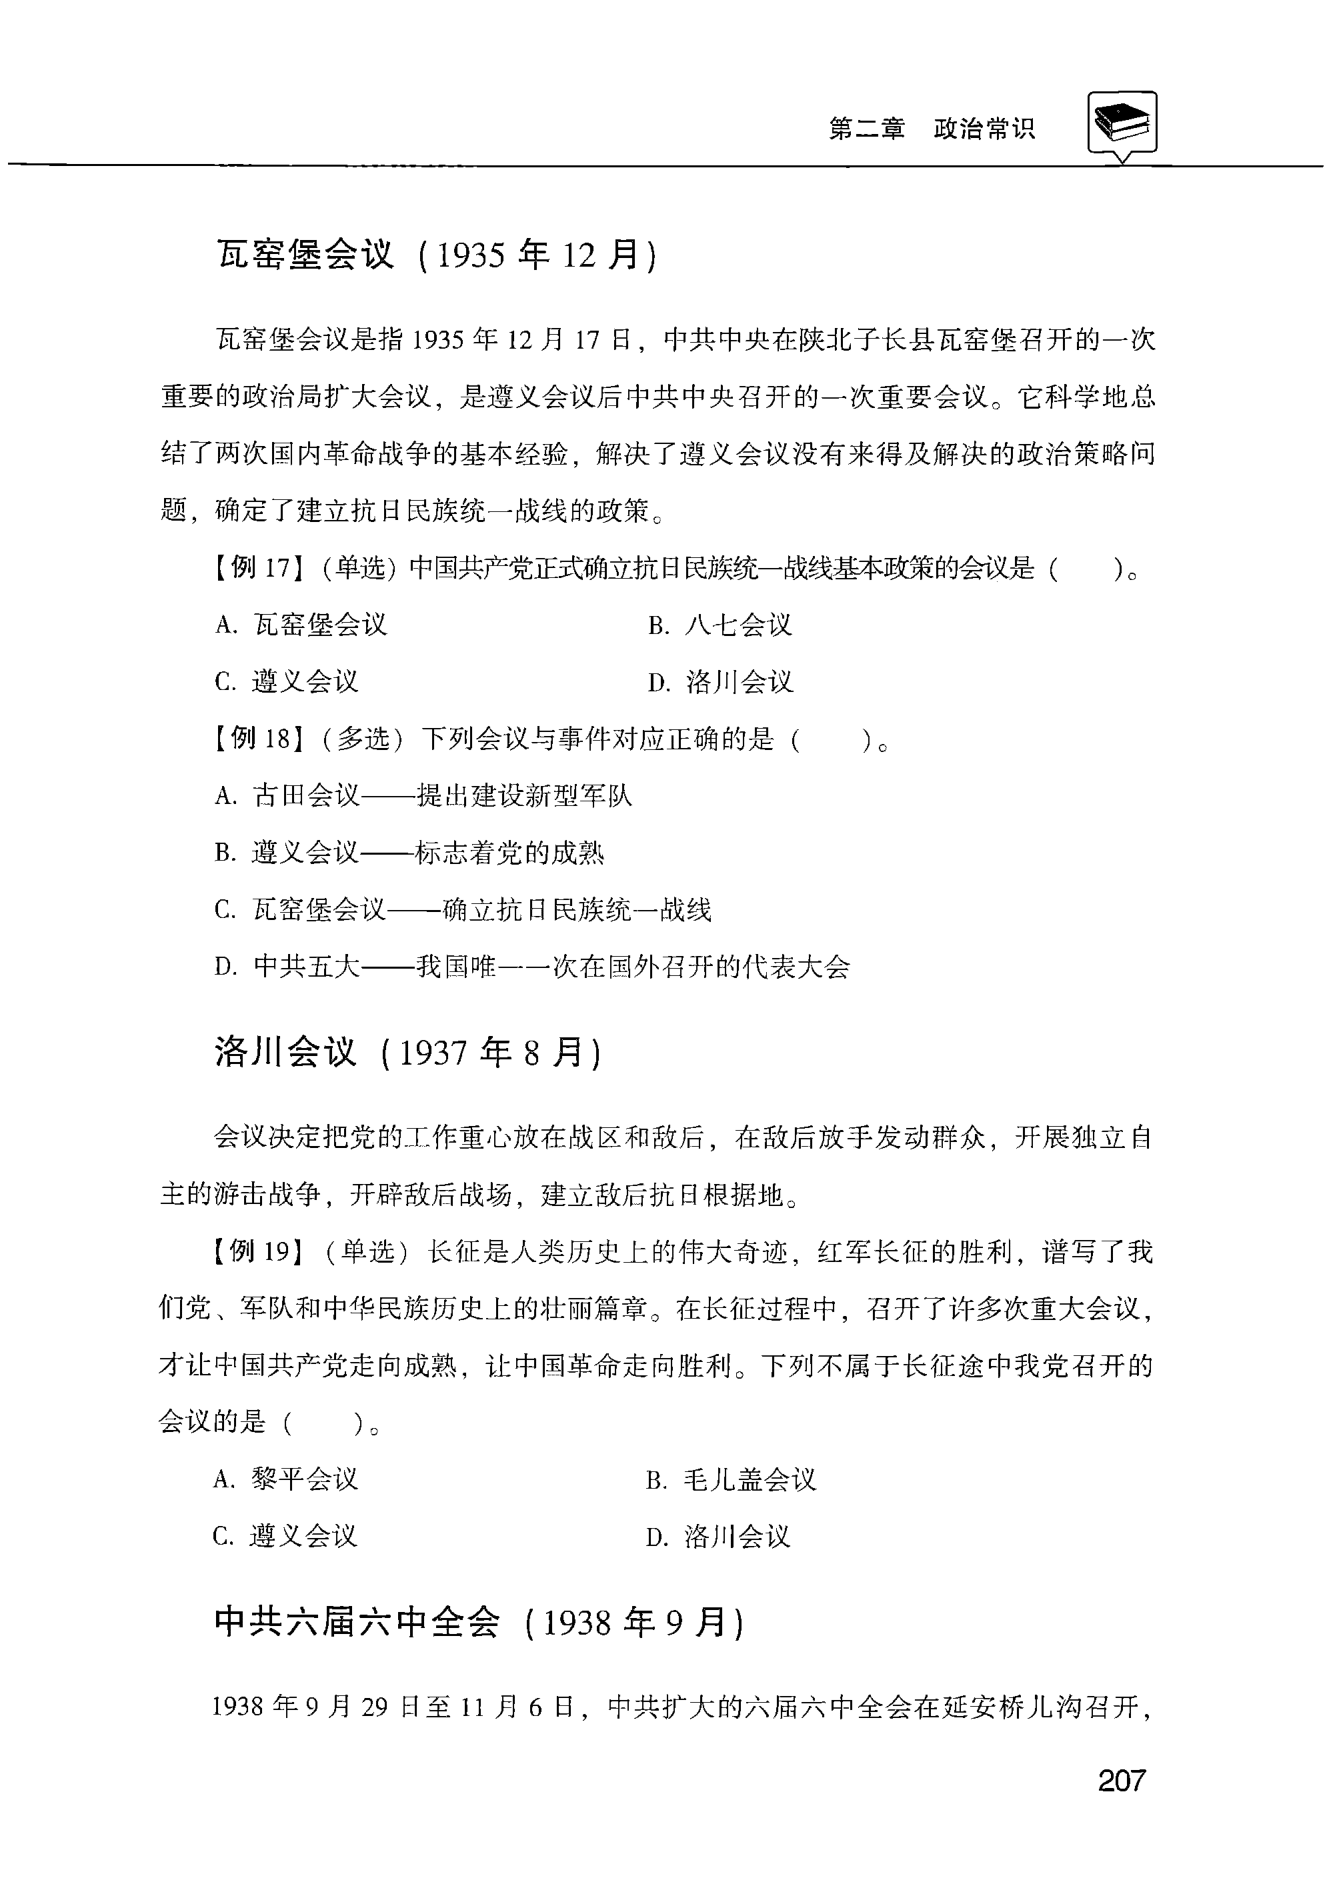 第二章 政治常识
瓦窑堡会议 (1935 年 12 月)
瓦窑堡会议是指 1935 年 12 月 17 日，中共中央在陕北子长县瓦窑堡召开的一次
重要的政治局扩大会议，是遵义会议后中共中央召开的一次重要会议。它科学地总
结了两次国内革命战争的基本经验，解决了遵义会议没有来得及解决的政治策略问
题，确定了建立抗日民族统一战线的政策。
【例 17】（单选）中国共产党正式确立抗日民族统一战线基本政策的会议是（　　）。
A. 瓦窑堡会议　　B. 八七会议
C. 遵义会议　　D. 洛川会议
【例 18】（多选）下列会议与事件对应正确的是（　　）。
A. 古田会议——提出建设新型军队
B. 遵义会议——标志着党的成熟
C. 瓦窑堡会议——确立抗日民族统一战线
D. 中共五大——我国唯一一次在国外召开的代表大会
洛川会议 (1937 年 8 月)
会议决定把党的工作重心放在战区和敌后，在敌后放手发动群众，开展独立自
主的游击战争，开辟敌后战场，建立敌后抗日根据地。
【例 19】（单选）长征是人类历史上的伟大奇迹，红军长征的胜利，谱写了我
们党、军队和中华民族历史上的壮丽篇章。在长征过程中，召开了许多次重大会议，
才让中国共产党走向成熟，让中国革命走向胜利。下列不属于长征途中我党召开的
会议的是（　　）。
A. 黎平会议　　B. 毛儿盖会议
C. 遵义会议　　D. 洛川会议
中共六届六中全会 (1938 年 9 月)
1938 年 9 月 29 日至 11 月 6 日，中共扩大的六届六中全会在延安桥儿沟召开，
207